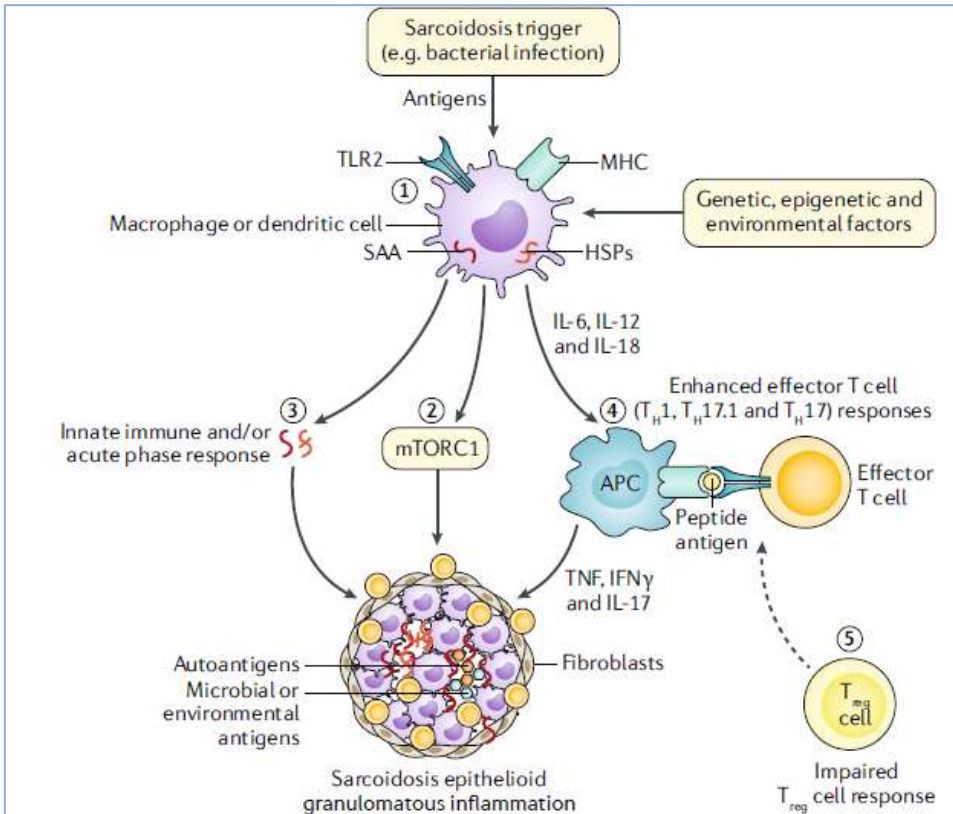 Sarcoidosis trigger
(e.g. bacterial infection)
Antigens
TLR2
MHC
①
Genetic, epigenetic and
environmental factors
Macrophage or dendritic cell
SAA
HSPs
IL-6, IL-12
and IL-18
Enhanced effector T cell
(TH1, TH17.1 and TH17) responses
③
②
④
Innate immune and/or
acute phase response
mTORC1
APC
Effector
T cell
Peptide
antigen
TNF, IFNγ
and IL-17
⑤
Autoantigens
Fibroblasts
Microbial or
environmental
antigens
Treg
cell
Sarcoidosis epithelioid
granulomatous inflammation
Impaired
Treg cell response